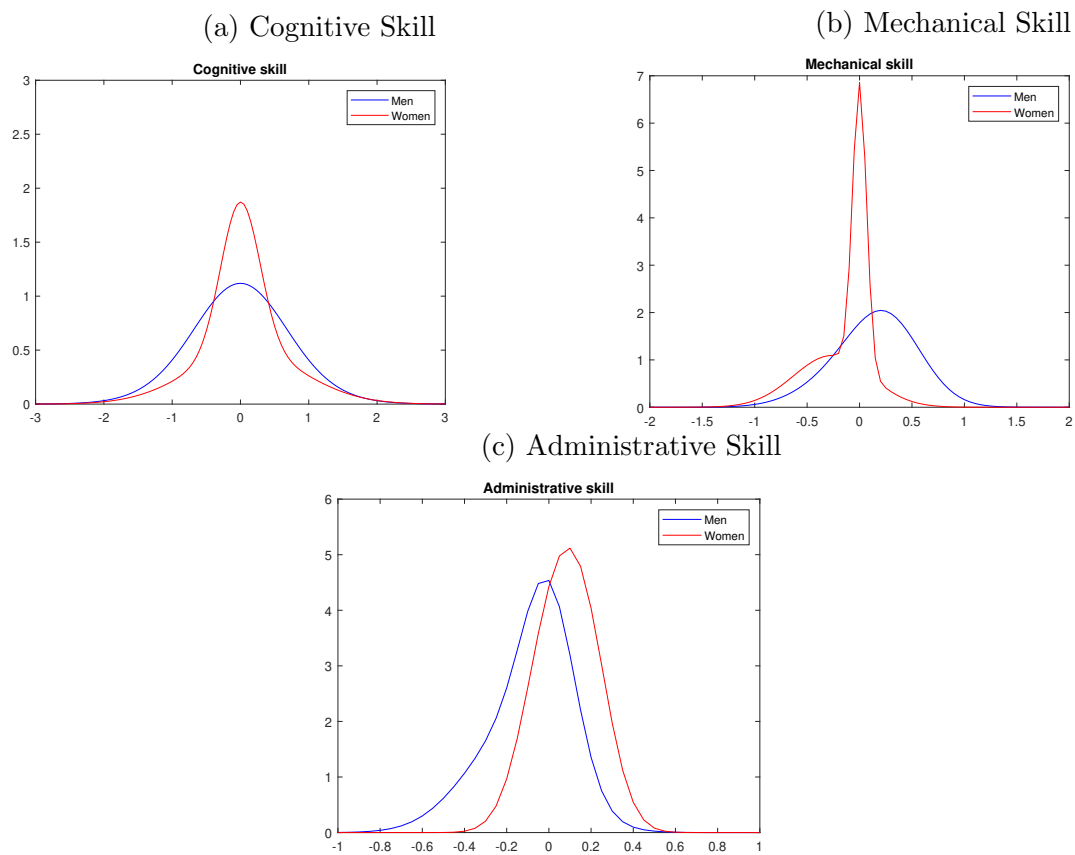 (a) Cognitive Skill
Cognitive skill
Men
Women
3
2.5
2
1.5
1
0.5
0
-3 -2 -1 0 1 2 3
(b) Mechanical Skill
Mechanical skill
Men
Women
7
6
5
4
3
2
1
0
-2 -1.5 -1 -0.5 0 0.5 1 1.5 2
(c) Administrative Skill
Administrative skill
Men
Women
6
5
4
3
2
1
0
-1 -0.8 -0.6 -0.4 -0.2 0 0.2 0.4 0.6 0.8 1